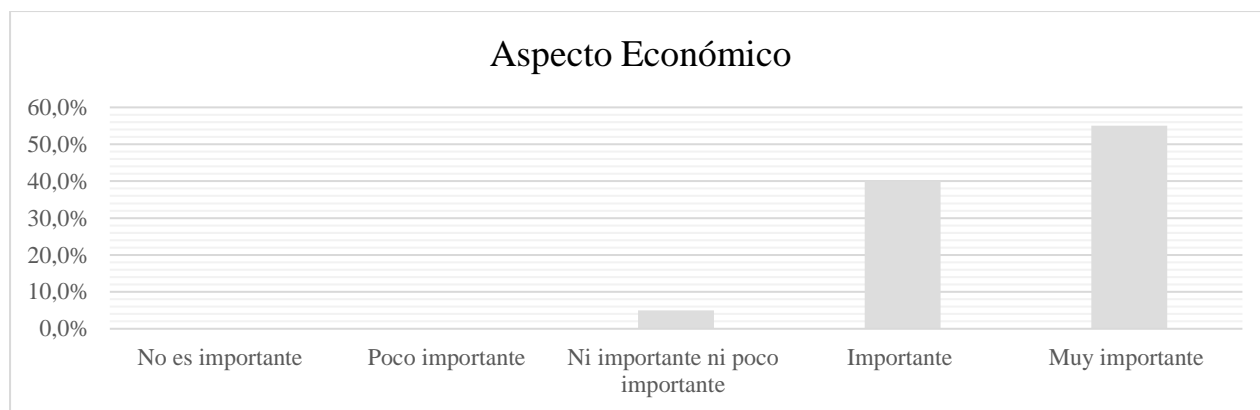 Aspecto Económico
60,0%
50,0%
40,0%
30,0%
20,0%
10,0%
0,0%
No es importante
Poco importante
Ni importante ni poco
importante
Importante
Muy importante